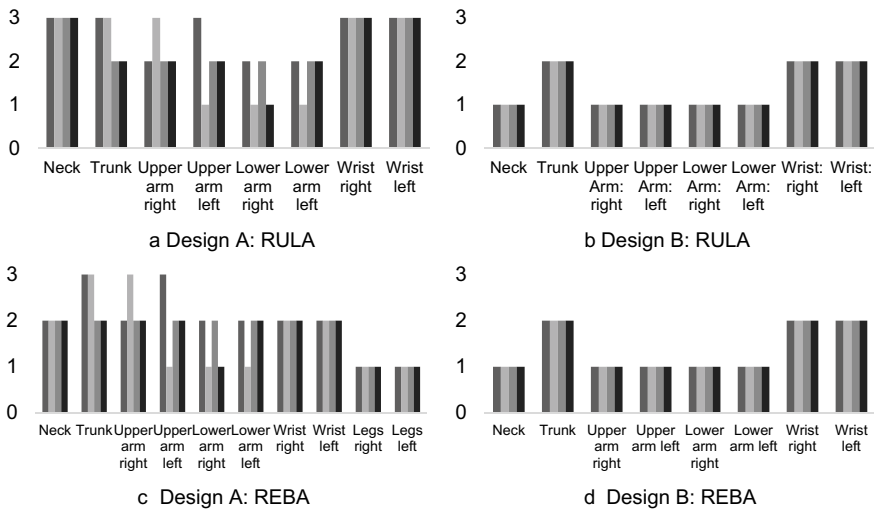 3
2
1
0
Neck Trunk Upper Upper Lower Lower Wrist Wrist
arm arm arm arm right left
right left right left
a Design A: RULA
3
2
1
0
Neck Trunk Upper Upper Lower Lower Wrist: Wrist:
Arm: Arm: Arm: Arm: right left
right left right left
b Design B: RULA
3
2
1
0
Neck Trunk Upper Upper Lower Lower Wrist Wrist Legs Legs
arm arm arm arm right left right left
right left right left
c Design A: REBA
3
2
1
0
Neck Trunk Upper Upper Lower Lower Wrist Wrist
arm arm left arm arm left right left
right right
d Design B: REBA